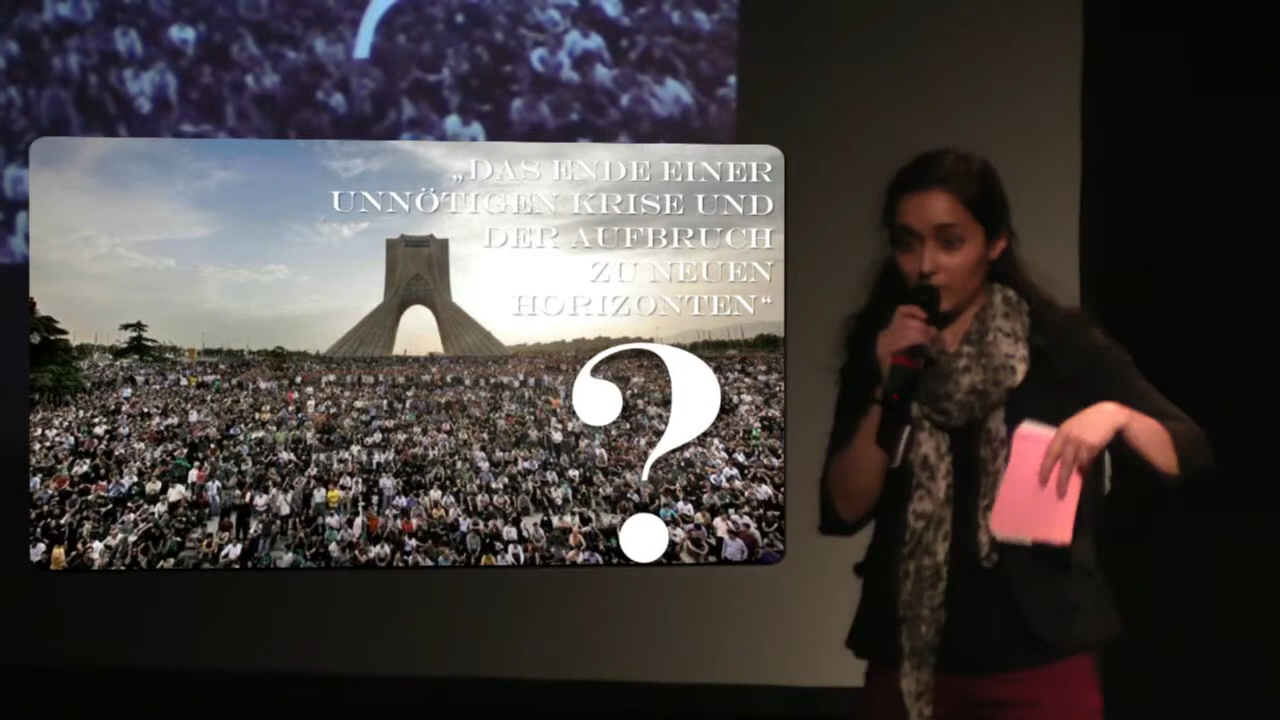 „DAS ENDE EINER
UNNÖTIGEN KRISE UND
DER AUFBRUCH
ZU NEUEN
HORIZONTEN“
?